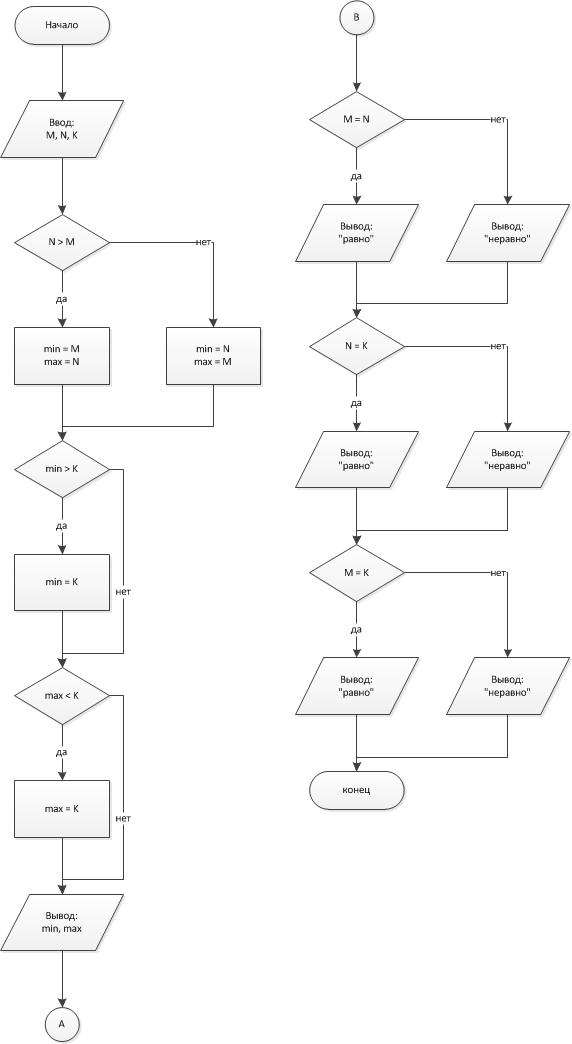 Начало
Ввод:
M, N, K
N > M
да
нет
min = M
max = N
min = N
max = M
min > K
да
нет
min = K
max < K
да
нет
max = K
Вывод:
min, max
A
B
M = N
да
нет
Вывод:
"равно"
Вывод:
"неравно"
N = K
да
нет
Вывод:
"равно"
Вывод:
"неравно"
M = K
да
нет
Вывод:
"равно"
Вывод:
"неравно"
конец